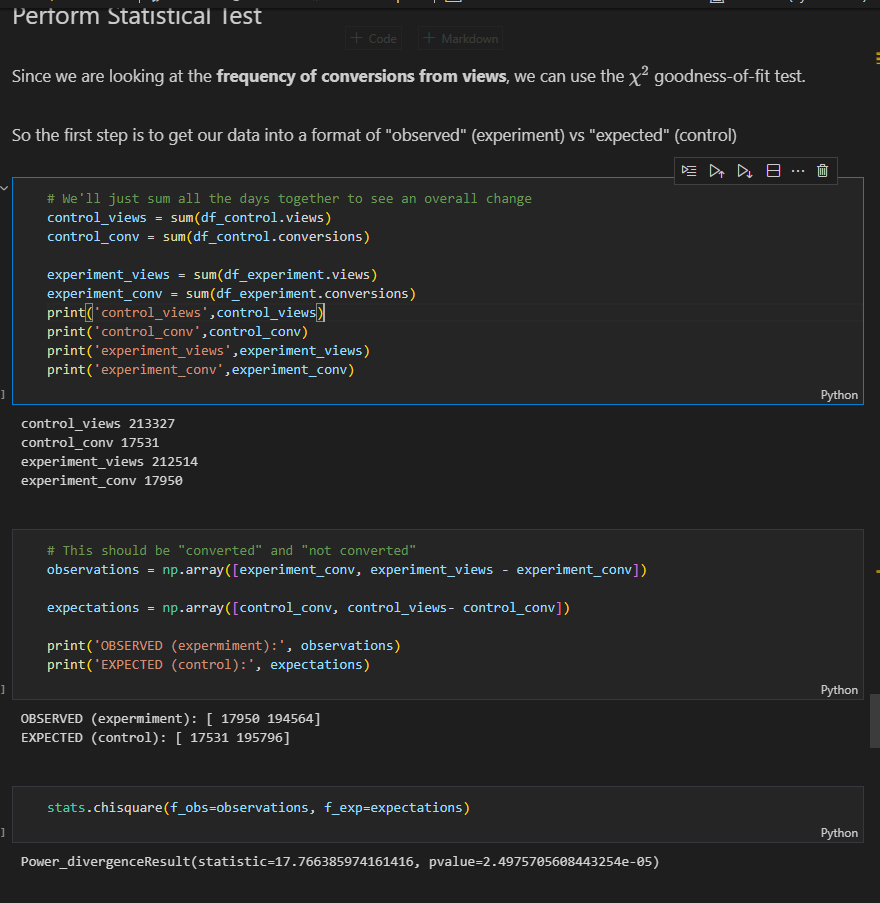 Perform Statistical Test
+ Code + Markdown
Since we are looking at the frequency of conversions from views, we can use the χ² goodness-of-fit test.
So the first step is to get our data into a format of "observed" (experiment) vs "expected" (control)
# We'll just sum all the days together to see an overall change
control_views = sum(df_control.views)
control_conv = sum(df_control.conversions)
experiment_views = sum(df_experiment.views)
experiment_conv = sum(df_experiment.conversions)
print('control_views',control_views)
print('control_conv',control_conv)
print('experiment_views',experiment_views)
print('experiment_conv',experiment_conv)
]
Python
control_views 213327
control_conv 17531
experiment_views 212514
experiment_conv 17950
# This should be "converted" and "not converted"
observations = np.array([experiment_conv, experiment_views - experiment_conv])
expectations = np.array([control_conv, control_views- control_conv])
print('OBSERVED (expermiment):', observations)
print('EXPECTED (control):', expectations)
]
Python
OBSERVED (expermiment): [ 17950 194564]
EXPECTED (control): [ 17531 195796]
stats.chisquare(f_obs=observations, f_exp=expectations)
]
Python
Power_divergenceResult(statistic=17.766385974161416, pvalue=2.4975705608443254e-05)